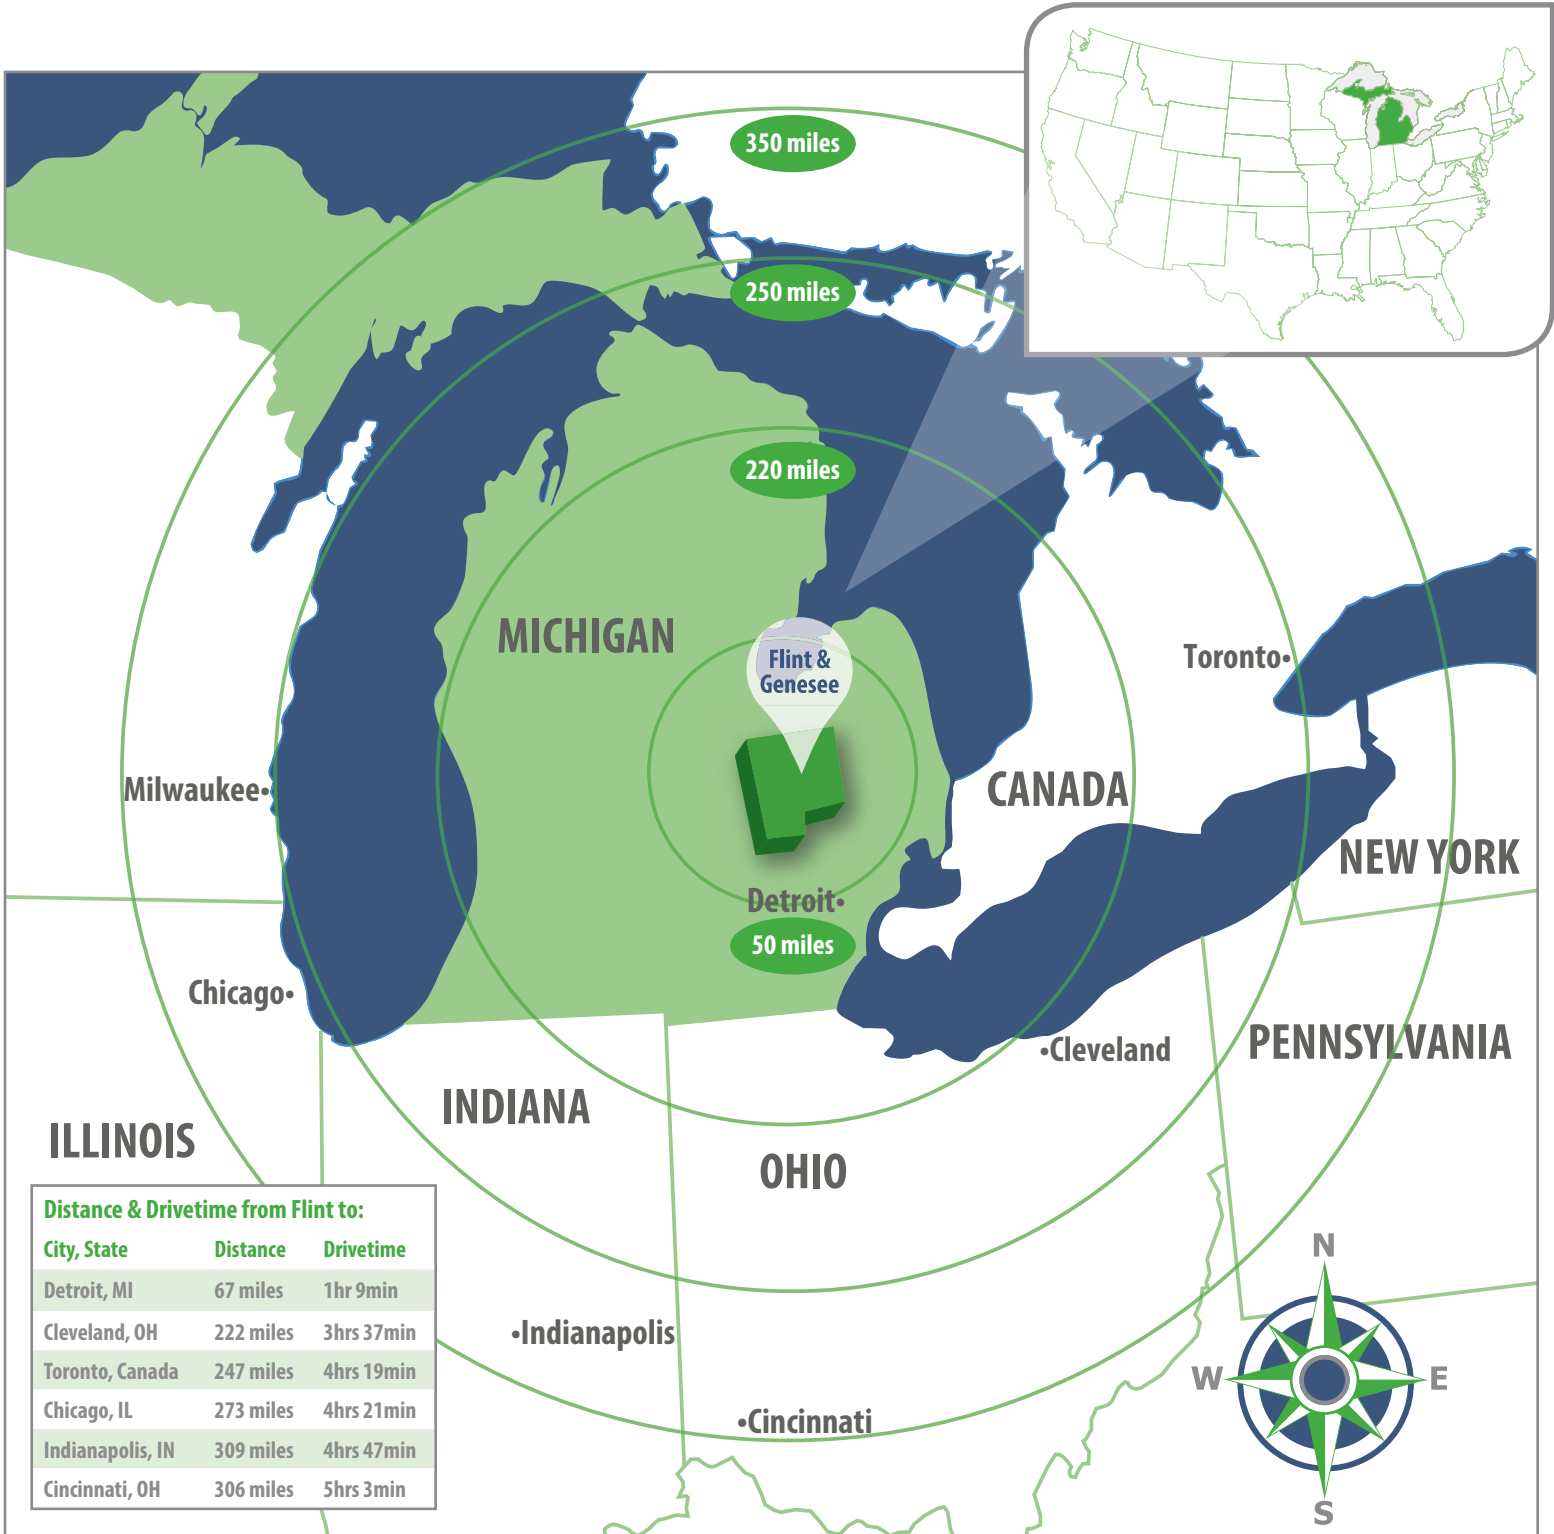 350 miles
250 miles
220 miles
MICHIGAN
Flint &
Genesee
Toronto
Milwaukee
CANADA
NEW YORK
Detroit
50 miles
Chicago
Cleveland
PENNSYLVANIA
INDIANA
ILLINOIS
OHIO
Distance & Drivetime from Flint to:
City, State Distance Drivetime
Detroit, MI 67 miles 1hr 9min
Cleveland, OH 222 miles 3hrs 37min
Toronto, Canada 247 miles 4hrs 19min
Chicago, IL 273 miles 4hrs 21min
Indianapolis, IN 309 miles 4hrs 47min
Cincinnati, OH 306 miles 5hrs 3min
Indianapolis
Cincinnati
N
W E
S